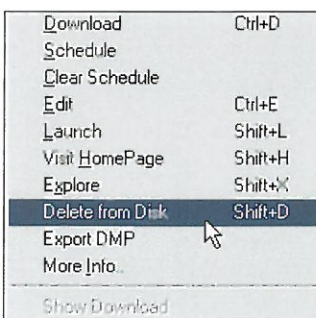 Download Ctrl+D
Schedule
Clear Schedule
Edit Ctrl+E
Launch Shift+L
Visit HomePage Shift+H
Explore Shift+X
Delete from Disk Shift+D
Export DMP
More Info..
Show Download